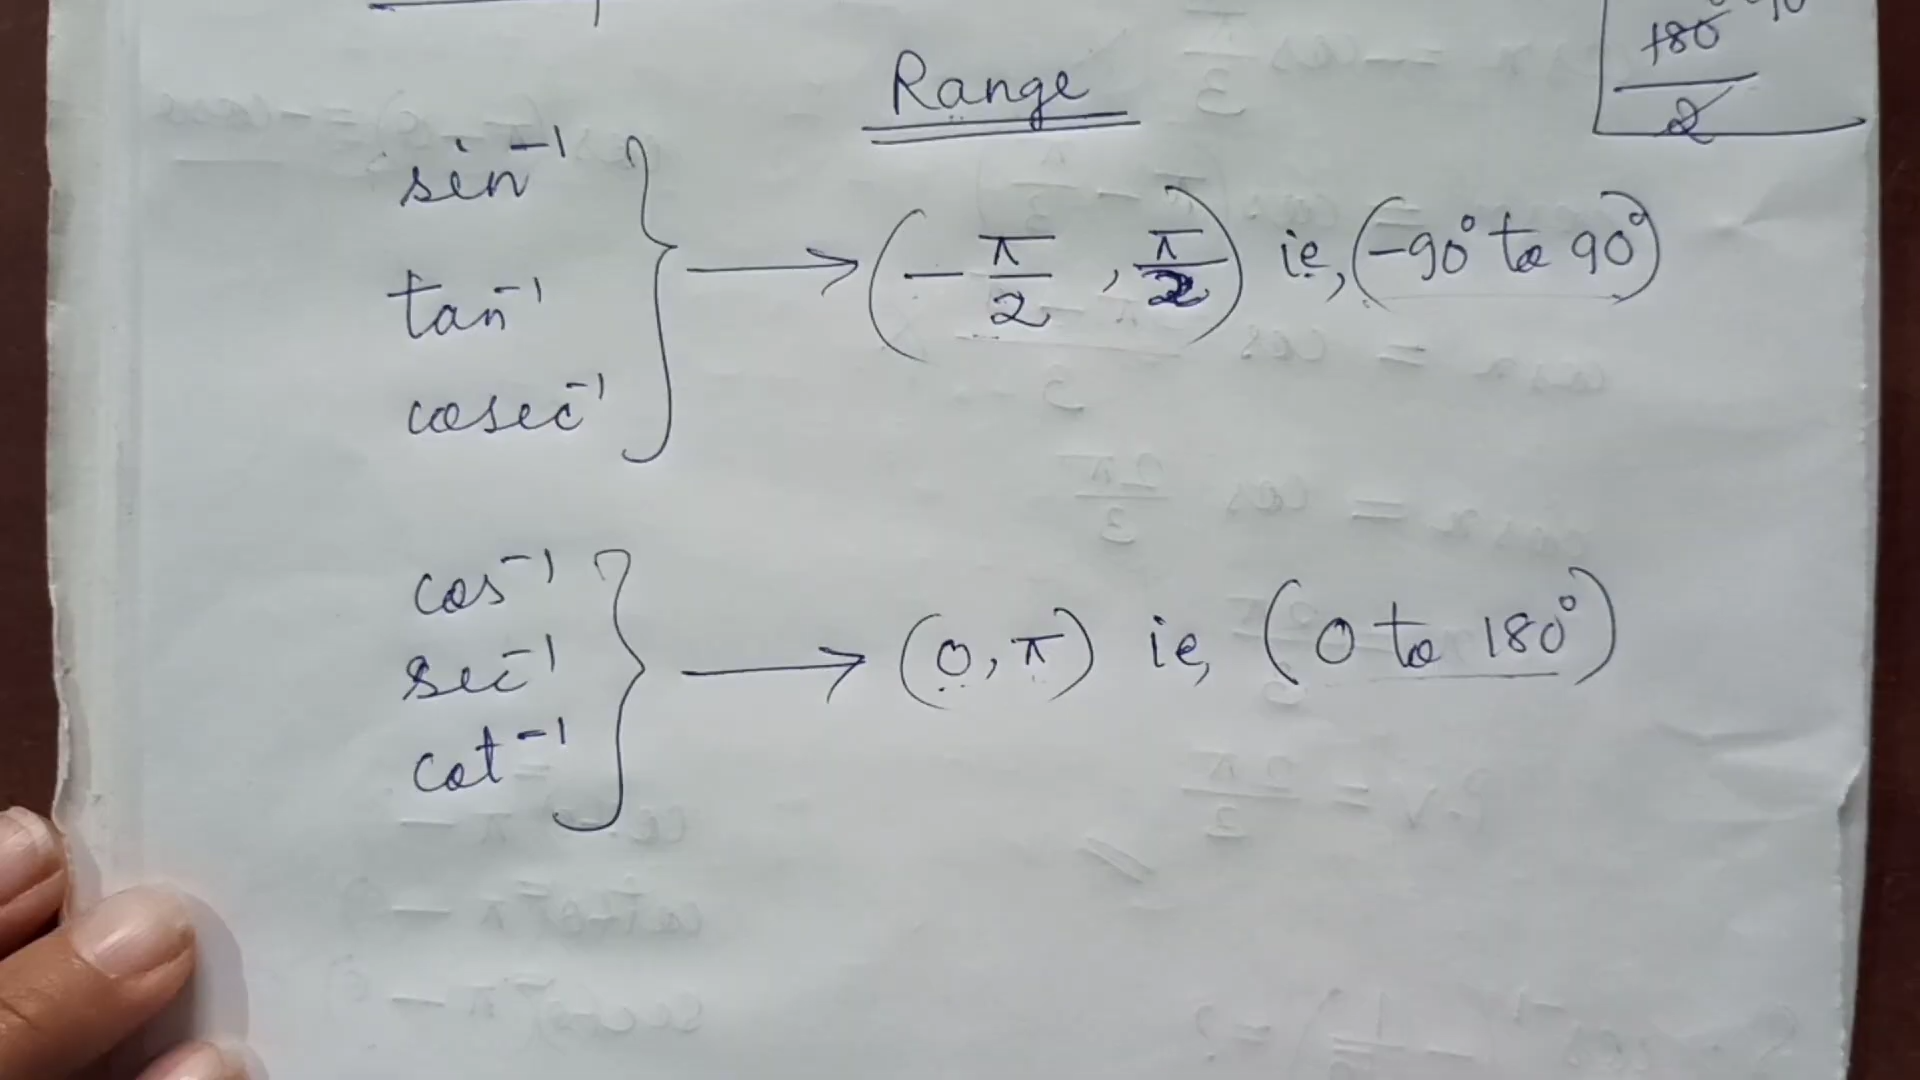 180°
2
Range
sin⁻¹
tan⁻¹
cosec⁻¹
(-π/2, π/2) ie, (-90° to 90°)
cos⁻¹
sec⁻¹
cot⁻¹
(0, π) ie, (0 to 180°)